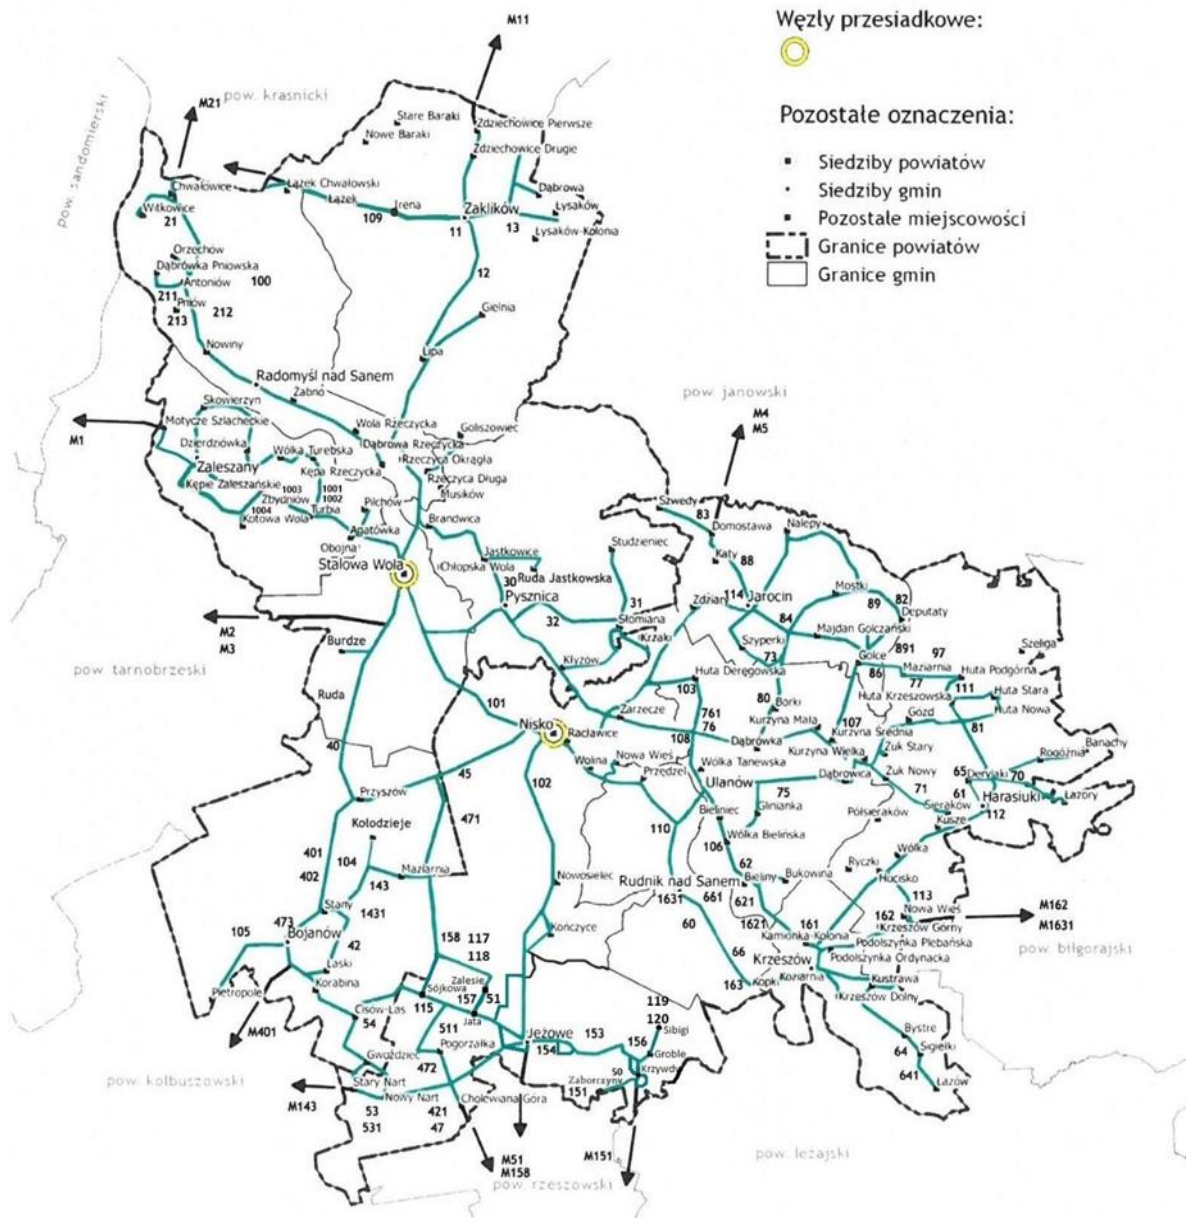 M11
Węzły przesiadkowe:
Pozostałe oznaczenia:
Siedziby powiatów
Siedziby gmin
Pozostałe miejscowości
Granice powiatów
Granice gmin
pow. krasnicki
M21
pow. sandomierski
Stare Baraki
Nowe Baraki
Zdziechowice Pierwsze
Zdziechowice Drugie
Chwałowice
Łązek Chwałowski
Łązek
Irena
Zaklików
Dąbrowa
Łysaków
Łysaków-Kolonia
Witkowice
21
109
11
13
Orzechów
Dąbrówka Pniowska
Antoniów
100
12
211
Pniów
213
212
Gielnia
Nowiny
Lipa
Radomyśl nad Sanem
Żabno
pow. janowski
Skowierzyn
Motycze Szlacheckie
M1
Wola Rzeczycka
Goliszowiec
M4
M5
Dzierdziówka
Dąbrowa Rzeczycka
Wólka Turebska
Zaleszany
Kępa Rzeczycka
Rzeczyca Okrągła
Rzeczyca Długa
Kępie Zaleszańskie
1003
1001
Musików
Zbydniów
1002
1004
Turbia
Pilchów
Kotowa Wola
Agatówka
Brandwica
Szwedy
83
Domostawa
Nalepy
Obojna
Stalowa Wola
Chłopska Wola
Jastkowice
Studzieniec
Katy
88
Ruda Jastkowska
30
Pysznica
Mostki
82
M2
M3
32
31
Słomiana
Zdziary
114
Jarocin
89
Deputaty
84
Burdze
Krzaki
Szyperki
Majdan Golczański
pow. tarnobrzeski
73
891
97
Szeliga
Kłyżów
Huta Deręgowska
Golce
86
Maziarnia
77
Huta Podgórna
Ruda
103
Huta Krzeszowska
111
Huta Stara
101
Zarzecze
761
80
Borki
Gózd
Huta Nowa
Nisko
76
Kurzyna Mała
107
Racławice
108
Kurzyna Średnia
81
40
Dąbrówka
Kurzyna Wielka
Banachy
45
102
Wolina
Nowa Wieś
Żuk Stary
Rogóźnia
Przędzel
Wólka Tanewska
Ulanów
Dąbrowica
Żuk Nowy
65
Derylaki
70
75
71
61
Harasiuki
Łazory
Przyszów
Glinianka
Sieraków
112
Kołodzieje
471
110
Bieliniec
Półsieraków
Kusze
Wólka Bielińska
401
104
106
Wólka
402
Maziarnia
62
Ryczki
143
Nowosielec
Rudnik nad Sanem
Bieliny
Bukowina
Hucisko
Stany
1431
1631
661
621
113
M162
M1631
Nowa Wieś
105
473
Bojanów
60
1621
161
162
Krzeszów Górny
158
117
Kończyce
Kamionka-Kolonia
Podolszynka Plebańska
pow. biłgorajski
42
118
66
Krzeszów
Podolszynka Ordynacka
Łaski
Pietropole
Korabina
Zalesie
163
Kopki
Koziarnia
Kustrawa
Sójkowa
157
51
Krzeszów Dolny
Cisów-Las
115
Jata
119
120
M401
54
511
Jeżowe
153
Sibigi
Bystre
Gwoździec
Pogorzałka
154
156
Groble
64
Sigiełki
pow. kolbuszowski
472
Krzywdy
641
Łazów
Stary Nart
50
Zaborczyny
151
M143
Nowy Nart
Cholewiana Góra
53
421
531
47
M51
M158
M151
pow. leżajski
pow. rzeszowski